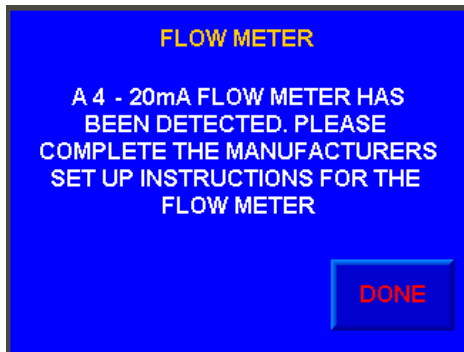 FLOW METER
A 4 - 20mA FLOW METER HAS
BEEN DETECTED. PLEASE
COMPLETE THE MANUFACTURERS
SET UP INSTRUCTIONS FOR THE
FLOW METER
DONE